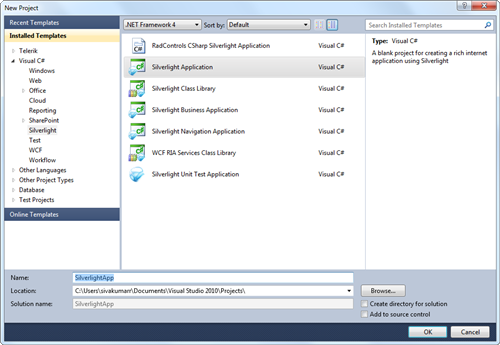 New Project
Recent Templates
Installed Templates
Telerik
Visual C#
Windows
Web
Office
Cloud
Reporting
SharePoint
Silverlight
Test
WCF
Workflow
Other Languages
Other Project Types
Database
Test Projects
Online Templates
.NET Framework 4 Sort by: Default
RadControls CSharp Silverlight Application Visual C#
Silverlight Application Visual C#
Silverlight Class Library Visual C#
Silverlight Business Application Visual C#
Silverlight Navigation Application Visual C#
WCF RIA Services Class Library Visual C#
Silverlight Unit Test Application Visual C#
Search Installed Templates
Type: Visual C#
A blank project for creating a rich internet
application using Silverlight
Name: SilverlightApp
Location: C:\Users\sivakumar\Documents\Visual Studio 2010\Projects\ Browse...
Solution name: SilverlightApp
Create directory for solution
Add to source control
OK Cancel